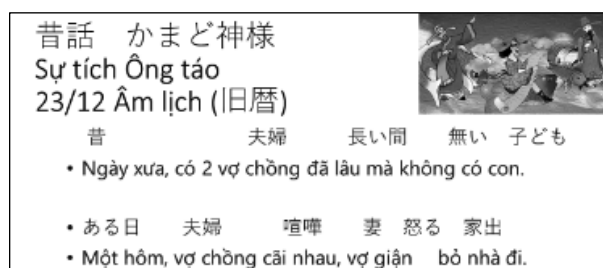 昔話　かまど神様
Sự tích Ông táo
23/12 Âm lịch (旧暦)
昔　夫婦　長い間　無い　子ども
• Ngày xưa, có 2 vợ chồng đã lâu mà không có con.
• ある日　夫婦　喧嘩　妻　怒る　家出
• Một hôm, vợ chồng cãi nhau, vợ giận bỏ nhà đi.